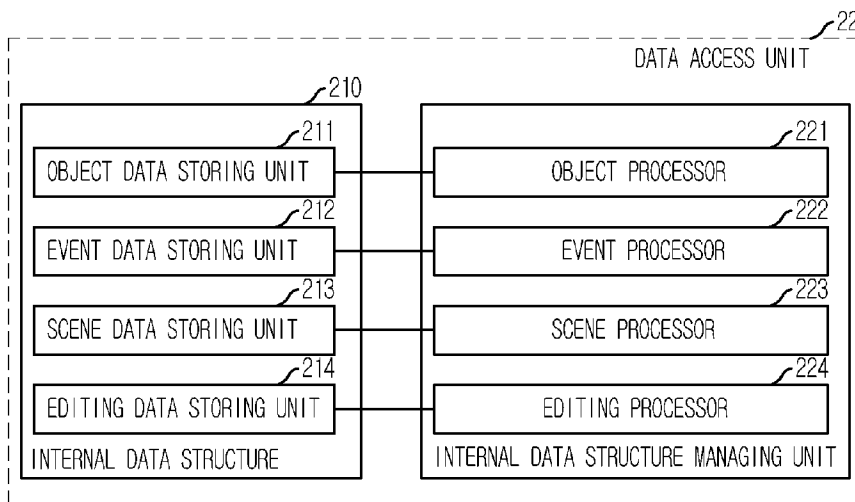 22
DATA ACCESS UNIT
210
211
OBJECT DATA STORING UNIT
212
EVENT DATA STORING UNIT
213
SCENE DATA STORING UNIT
214
EDITING DATA STORING UNIT
INTERNAL DATA STRUCTURE
221
OBJECT PROCESSOR
222
EVENT PROCESSOR
223
SCENE PROCESSOR
224
EDITING PROCESSOR
INTERNAL DATA STRUCTURE MANAGING UNIT